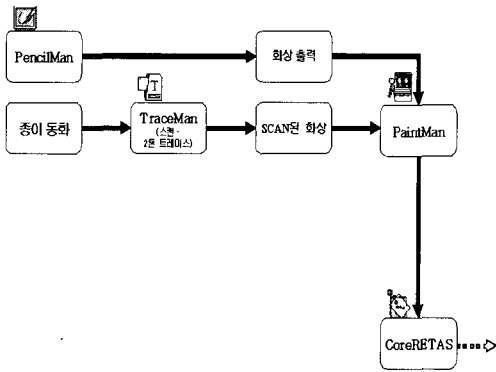 PencilMan
화상 출력
종이 동화
TraceMan
(스캔 ·
2톤 트레이스)
SCAN된 화상
PaintMan
CoreRETAS